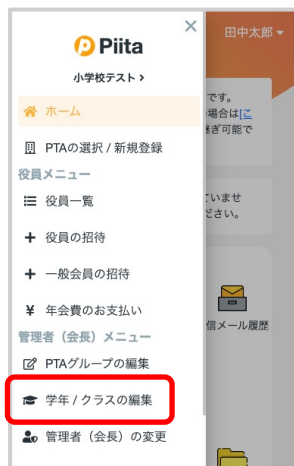 ×
田中太郎
Piita
小学校テスト
ホーム
PTAの選択 / 新規登録
役員メニュー
役員一覧
役員の招待
一般会員の招待
¥ 年会費のお支払い
管理者（会長）メニュー
PTAグループの編集
学年 / クラスの編集
管理者（会長）の変更
です。
場合は[こ
ぎ可能で
ていませ
ださい。
信メール履歴